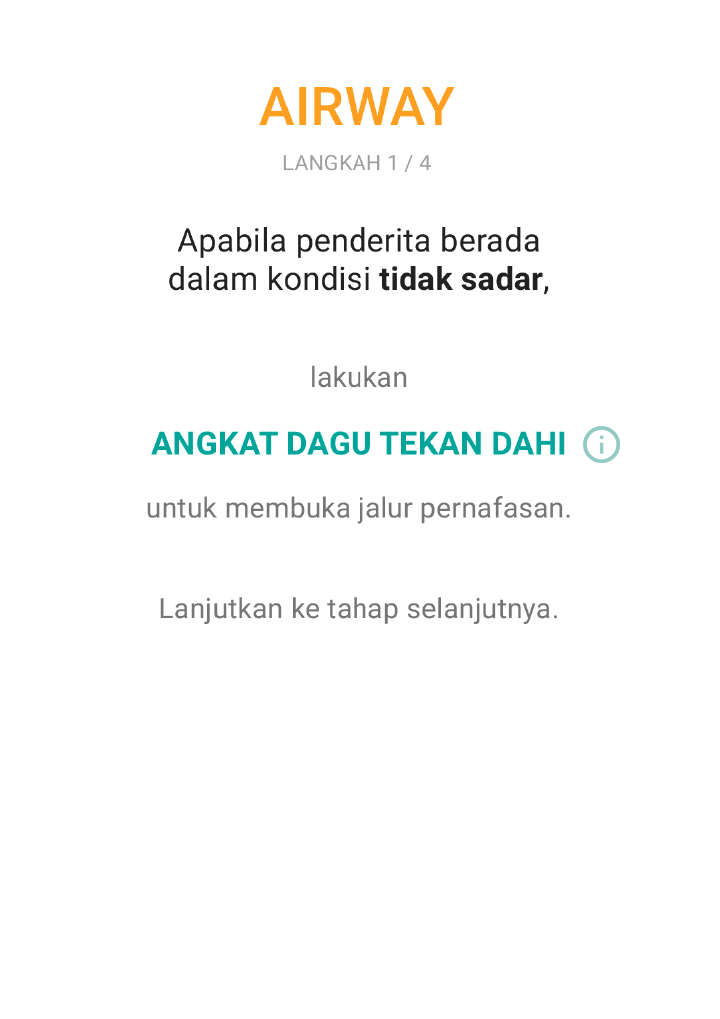 AIRWAY
LANGKAH 1 / 4
Apabila penderita berada
dalam kondisi tidak sadar,
lakukan
ANGKAT DAGU TEKAN DAHI
untuk membuka jalur pernafasan.
Lanjutkan ke tahap selanjutnya.